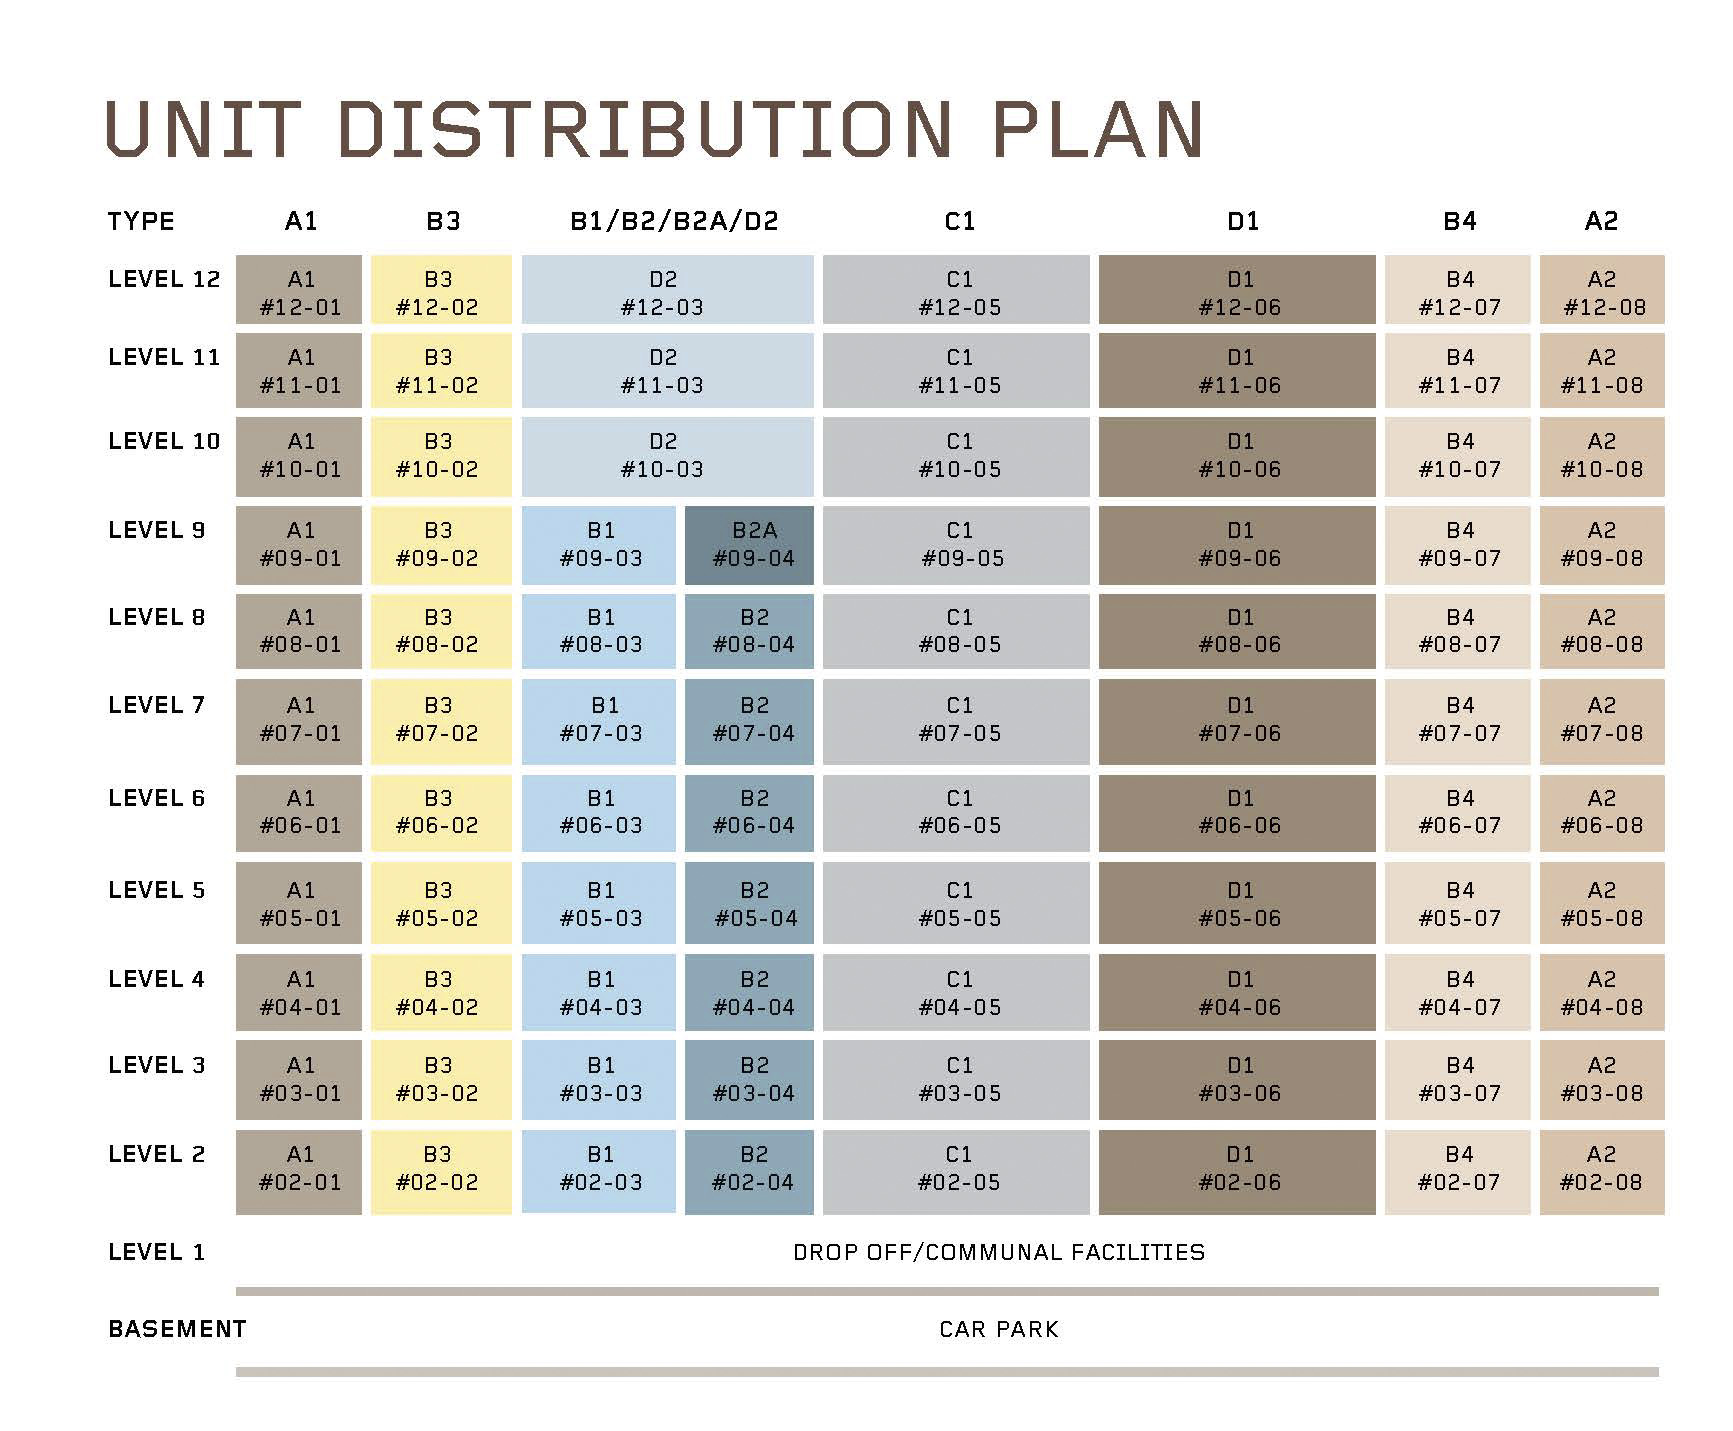 UNIT DISTRIBUTION PLAN
TYPE A1 B3 B1/B2/B2A/D2 C1 D1 B4 A2
LEVEL 12 A1 B3 D2 C1 D1 B4 A2
#12-01 #12-02 #12-03 #12-05 #12-06 #12-07 #12-08
LEVEL 11 A1 B3 D2 C1 D1 B4 A2
#11-01 #11-02 #11-03 #11-05 #11-06 #11-07 #11-08
LEVEL 10 A1 B3 D2 C1 D1 B4 A2
#10-01 #10-02 #10-03 #10-05 #10-06 #10-07 #10-08
LEVEL 9 A1 B3 B1 B2A C1 D1 B4 A2
#09-01 #09-02 #09-03 #09-04 #09-05 #09-06 #09-07 #09-08
LEVEL 8 A1 B3 B1 B2 C1 D1 B4 A2
#08-01 #08-02 #08-03 #08-04 #08-05 #08-06 #08-07 #08-08
LEVEL 7 A1 B3 B1 B2 C1 D1 B4 A2
#07-01 #07-02 #07-03 #07-04 #07-05 #07-06 #07-07 #07-08
LEVEL 6 A1 B3 B1 B2 C1 D1 B4 A2
#06-01 #06-02 #06-03 #06-04 #06-05 #06-06 #06-07 #06-08
LEVEL 5 A1 B3 B1 B2 C1 D1 B4 A2
#05-01 #05-02 #05-03 #05-04 #05-05 #05-06 #05-07 #05-08
LEVEL 4 A1 B3 B1 B2 C1 D1 B4 A2
#04-01 #04-02 #04-03 #04-04 #04-05 #04-06 #04-07 #04-08
LEVEL 3 A1 B3 B1 B2 C1 D1 B4 A2
#03-01 #03-02 #03-03 #03-04 #03-05 #03-06 #03-07 #03-08
LEVEL 2 A1 B3 B1 B2 C1 D1 B4 A2
#02-01 #02-02 #02-03 #02-04 #02-05 #02-06 #02-07 #02-08
LEVEL 1 DROP OFF/COMMUNAL FACILITIES
BASEMENT CAR PARK